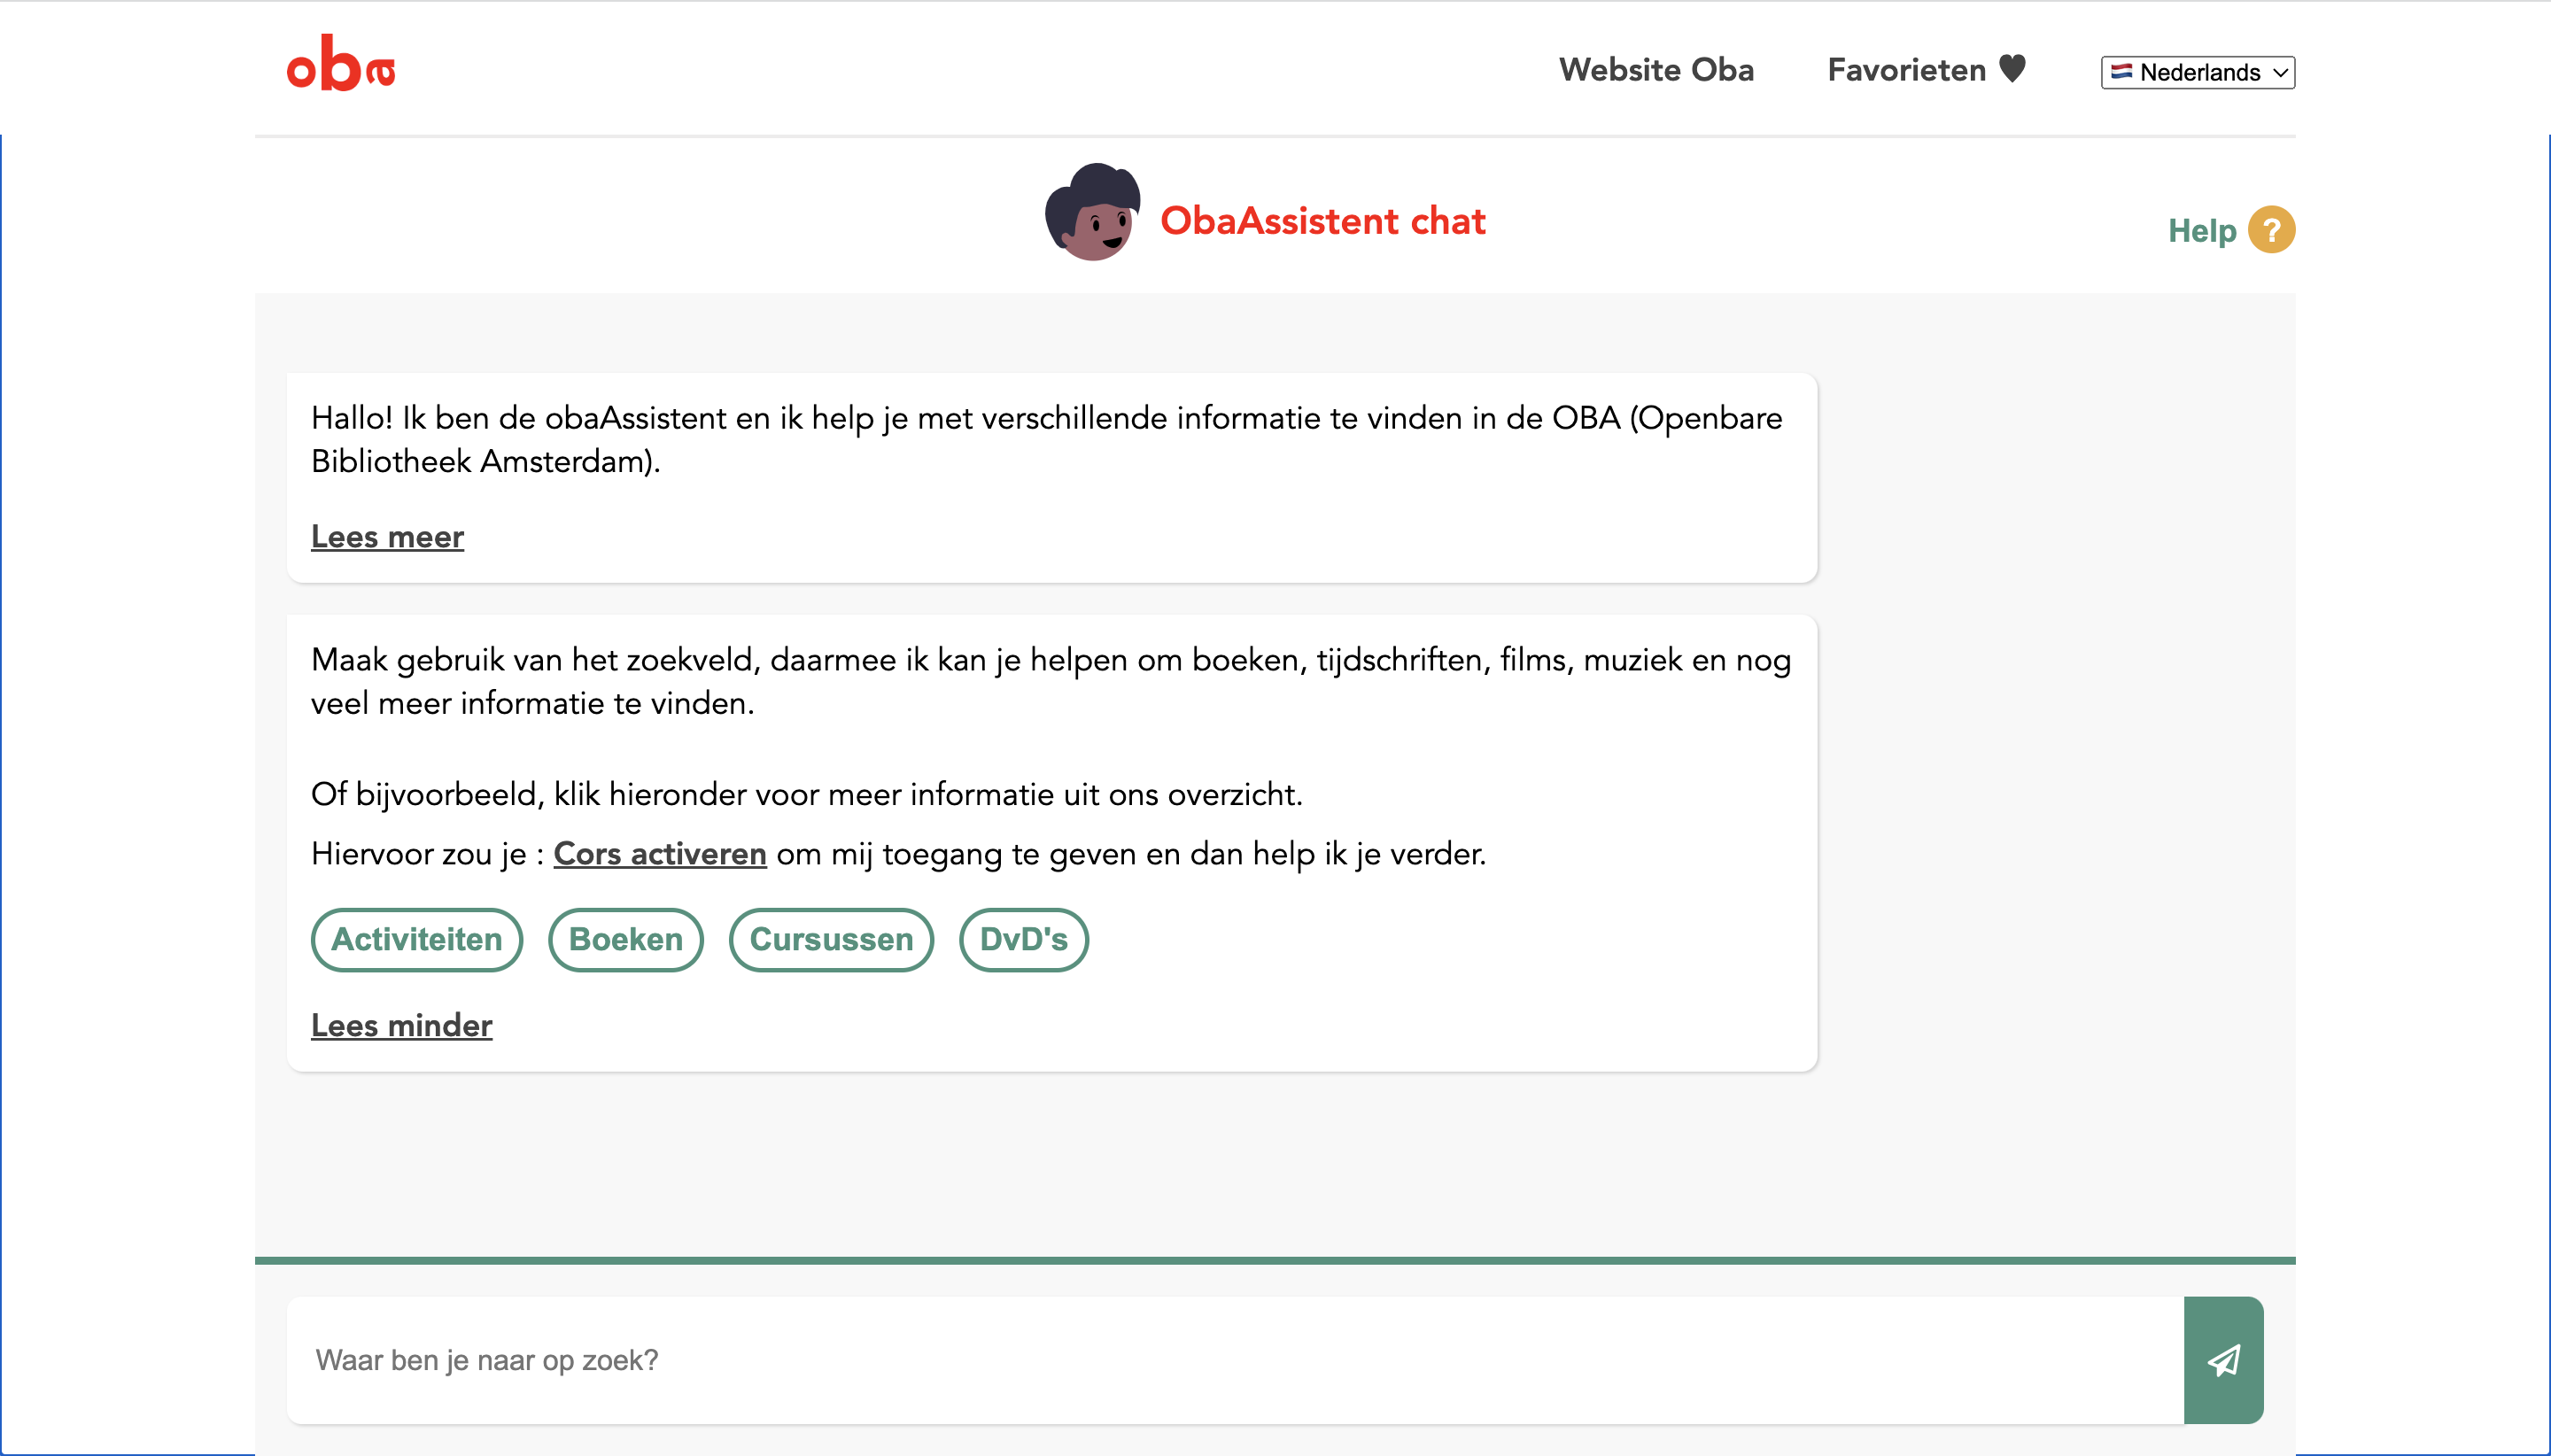 oba
Website Oba
Favorieten
Nederlands
ObaAssistent chat
Help ?
Hallo! Ik ben de obaAssistent en ik help je met verschillende informatie te vinden in de OBA (Openbare
Bibliotheek Amsterdam).
Lees meer
Maak gebruik van het zoekveld, daarmee ik kan je helpen om boeken, tijdschriften, films, muziek en nog
veel meer informatie te vinden.
Of bijvoorbeeld, klik hieronder voor meer informatie uit ons overzicht.
Hiervoor zou je : Cors activeren om mij toegang te geven en dan help ik je verder.
Activiteiten
Boeken
Cursussen
DvD's
Lees minder
Waar ben je naar op zoek?